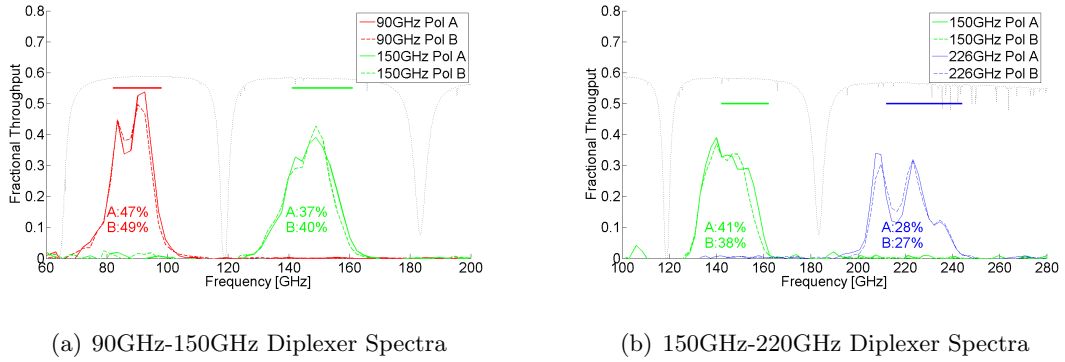 0.8
0.7
0.6
0.5
0.4
0.3
0.2
0.1
0
Fractional Throughput
60 80 100 120 140 160 180 200
Frequency [GHz]
90GHz Pol A
90GHz Pol B
150GHz Pol A
150GHz Pol B
A:47%
B:49%
A:37%
B:40%
(a) 90GHz-150GHz Diplexer Spectra
0.8
0.7
0.6
0.5
0.4
0.3
0.2
0.1
0
Fractional Throughput
100 120 140 160 180 200 220 240 260 280
Frequency [GHz]
150GHz Pol A
150GHz Pol B
226GHz Pol A
226GHz Pol B
A:41%
B:38%
A:28%
B:27%
(b) 150GHz-220GHz Diplexer Spectra